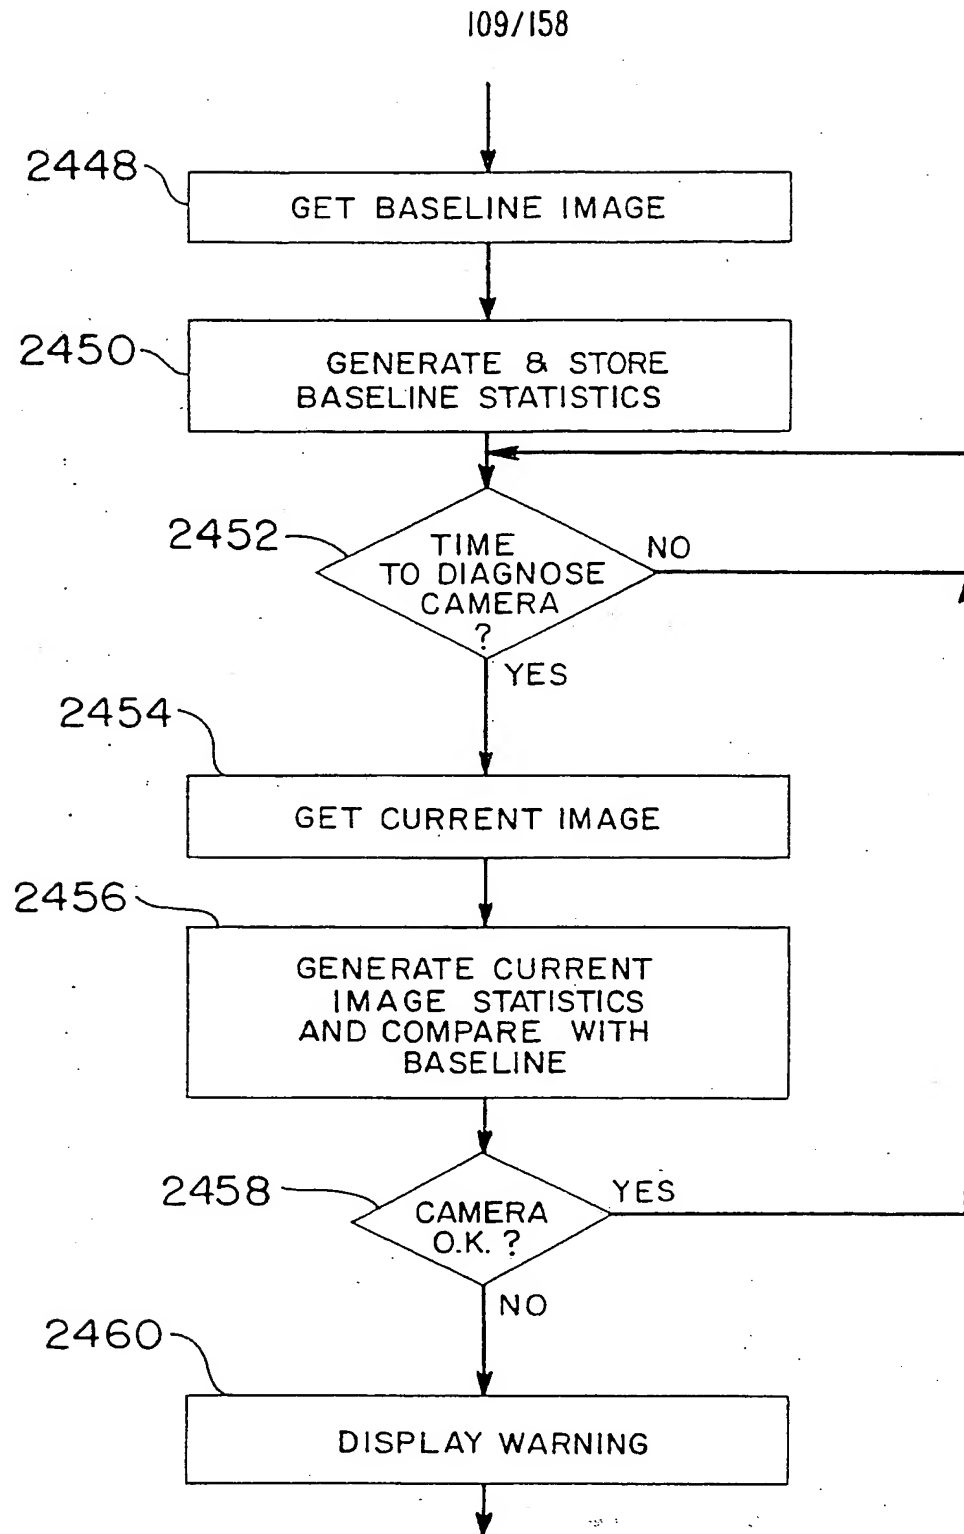 109/158
2448
GET BASELINE IMAGE
2450
GENERATE & STORE
BASELINE STATISTICS
2452
TIME
TO DIAGNOSE
CAMERA
?
NO
YES
2454
GET CURRENT IMAGE
2456
GENERATE CURRENT
IMAGE STATISTICS
AND COMPARE WITH
BASELINE
2458
CAMERA
O.K. ?
YES
NO
2460
DISPLAY WARNING